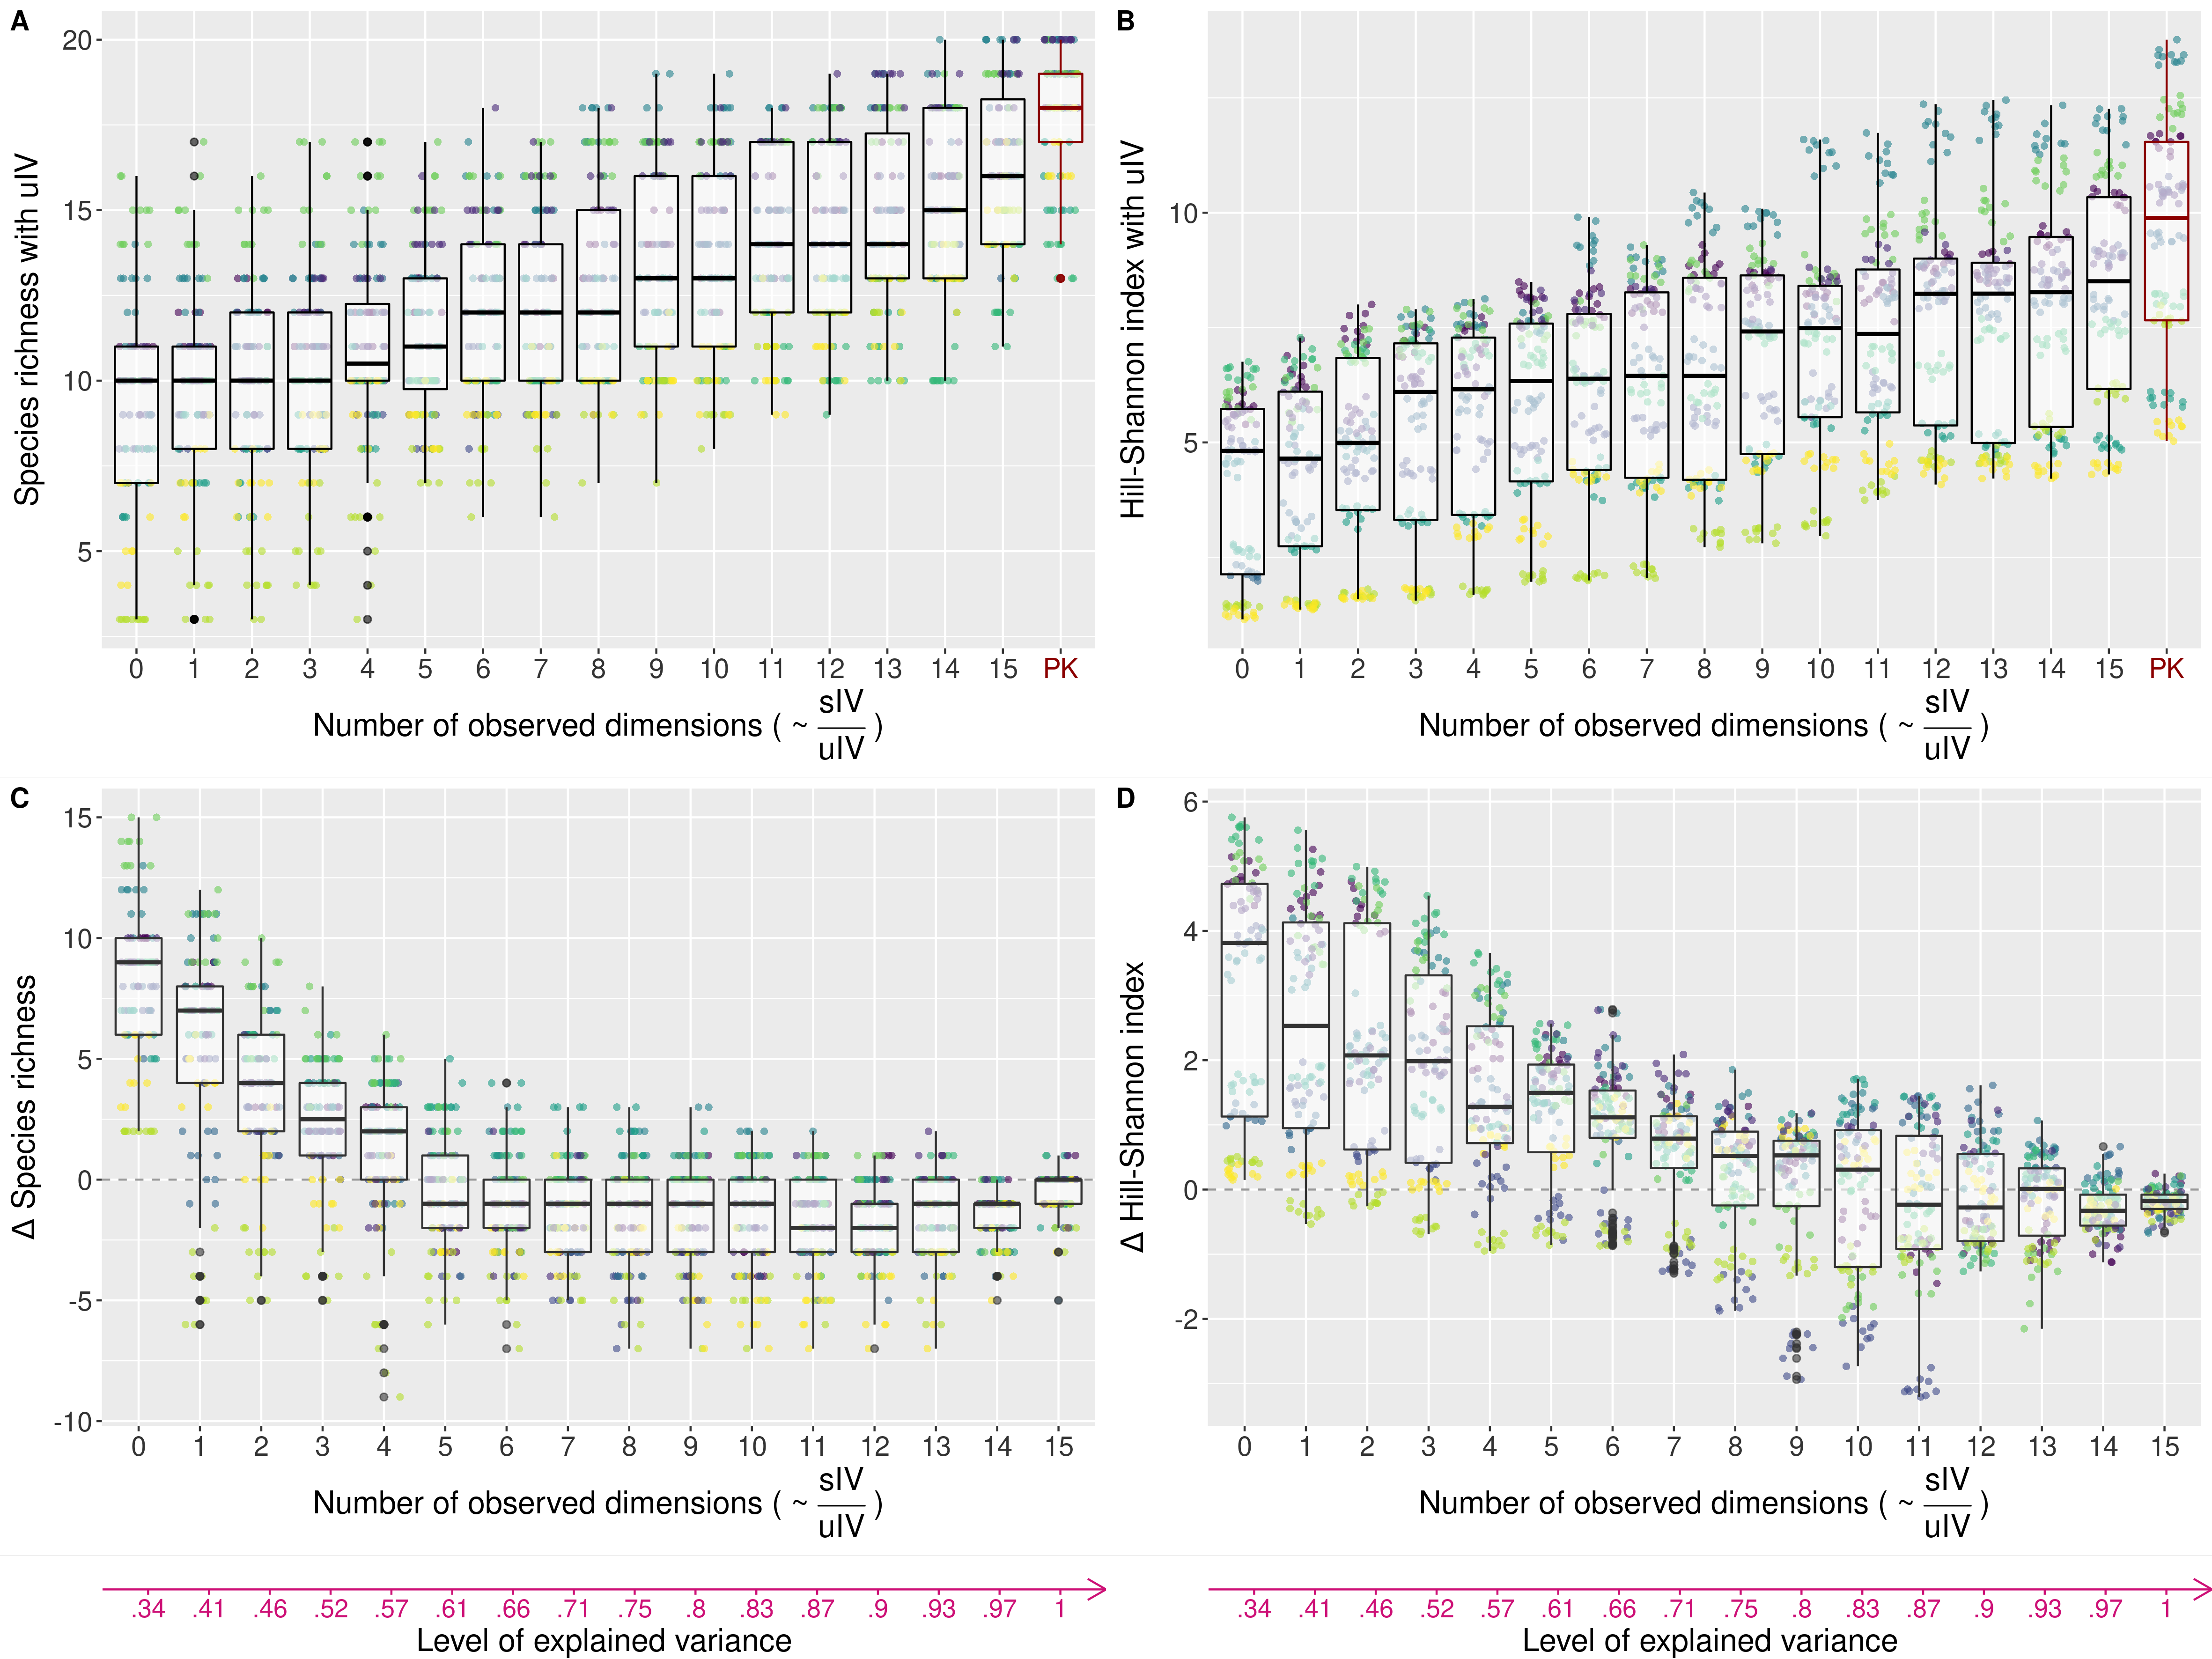 A
Species richness with uIV
20
15
10
5
0 1 2 3 4 5 6 7 8 9 10 11 12 13 14 15 PK
Number of observed dimensions ( ~ sIV / uIV )
B
Hill-Shannon index with uIV
10
5
0 1 2 3 4 5 6 7 8 9 10 11 12 13 14 15 PK
Number of observed dimensions ( ~ sIV / uIV )
C
Δ Species richness
15
10
5
0
-5
-10
0 1 2 3 4 5 6 7 8 9 10 11 12 13 14 15
Number of observed dimensions ( ~ sIV / uIV )
D
Δ Hill-Shannon index
6
4
2
0
-2
0 1 2 3 4 5 6 7 8 9 10 11 12 13 14 15
Number of observed dimensions ( ~ sIV / uIV )
.34 .41 .46 .52 .57 .61 .66 .71 .75 .8 .83 .87 .9 .93 .97 1
Level of explained variance
.34 .41 .46 .52 .57 .61 .66 .71 .75 .8 .83 .87 .9 .93 .97 1
Level of explained variance